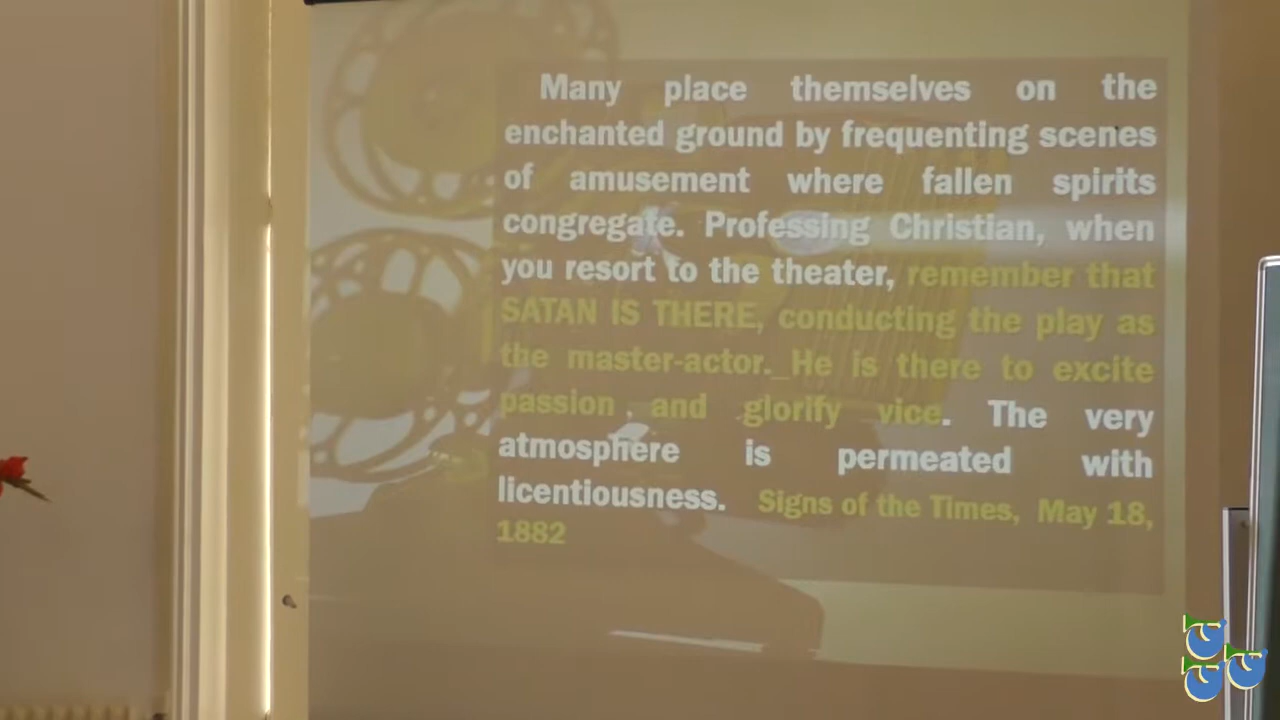 Many place themselves on the
enchanted ground by frequenting scenes
of amusement where fallen spirits
congregate. Professing Christian, when
you resort to the theater, remember that
SATAN IS THERE, conducting the play as
the master-actor._He is there to excite
passion , and glorify vice. The very
atmosphere is permeated with
licentiousness. Signs of the Times, May 18,
1882